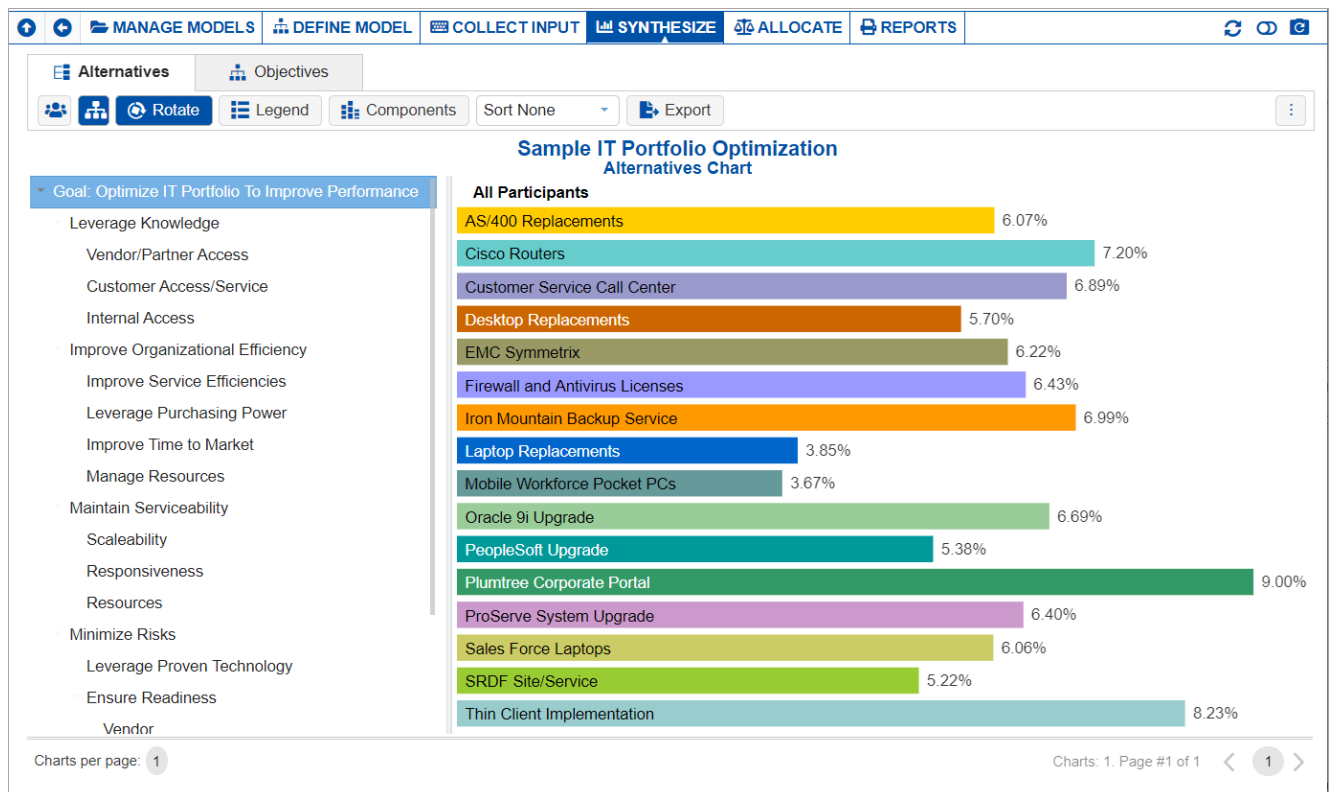 MANAGE MODELS DEFINE MODEL COLLECT INPUT SYNTHESIZE ALLOCATE REPORTS
Alternatives Objectives
Rotate Legend Components Sort None Export
Sample IT Portfolio Optimization
Alternatives Chart
Goal: Optimize IT Portfolio To Improve Performance
Leverage Knowledge
Vendor/Partner Access
Customer Access/Service
Internal Access
Improve Organizational Efficiency
Improve Service Efficiencies
Leverage Purchasing Power
Improve Time to Market
Manage Resources
Maintain Serviceability
Scaleability
Responsiveness
Resources
Minimize Risks
Leverage Proven Technology
Ensure Readiness
Vendor
All Participants
AS/400 Replacements 6.07%
Cisco Routers 7.20%
Customer Service Call Center 6.89%
Desktop Replacements 5.70%
EMC Symmetrix 6.22%
Firewall and Antivirus Licenses 6.43%
Iron Mountain Backup Service 6.99%
Laptop Replacements 3.85%
Mobile Workforce Pocket PCs 3.67%
Oracle 9i Upgrade 6.69%
PeopleSoft Upgrade 5.38%
Plumtree Corporate Portal 9.00%
ProServe System Upgrade 6.40%
Sales Force Laptops 6.06%
SRDF Site/Service 5.22%
Thin Client Implementation 8.23%
Charts per page: 1 Charts: 1. Page #1 of 1 1